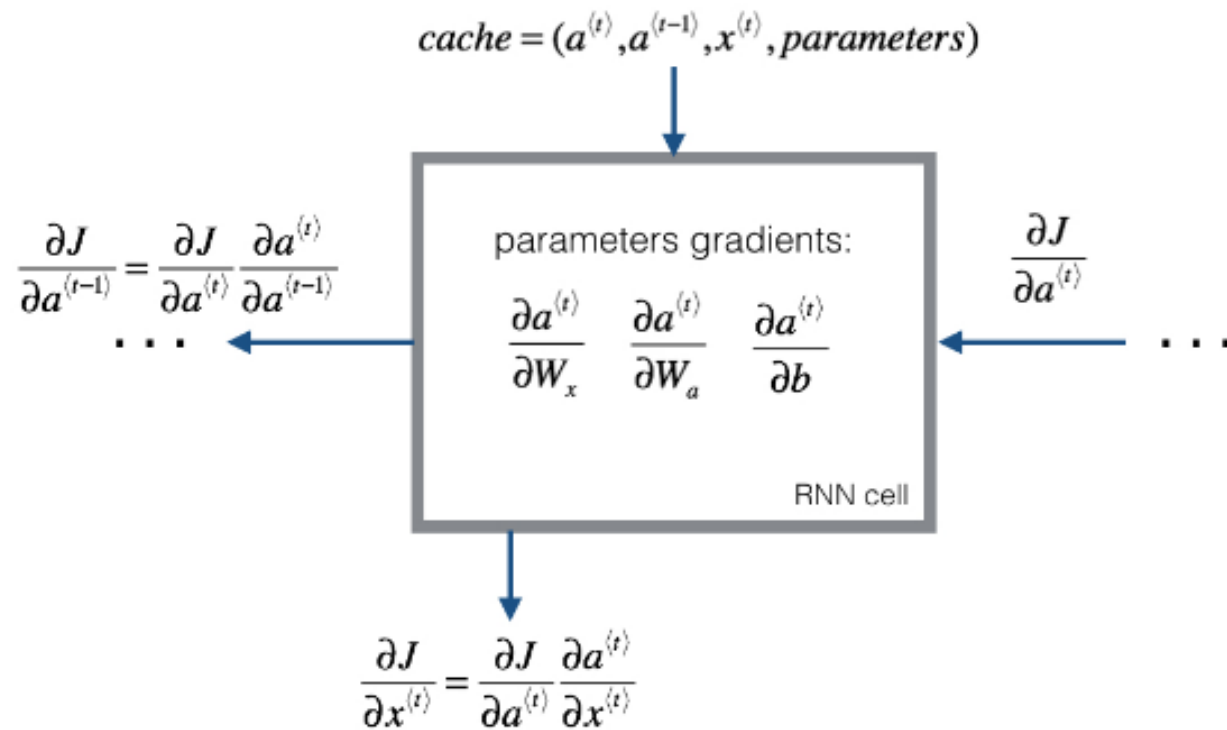 cache = (a^⟨t⟩, a^⟨t−1⟩, x^⟨t⟩, parameters)
∂J/∂a^⟨t−1⟩ = ∂J/∂a^⟨t⟩ ∂a^⟨t⟩/∂a^⟨t−1⟩
. . .
parameters gradients:
∂a^⟨t⟩/∂W_x ∂a^⟨t⟩/∂W_a ∂a^⟨t⟩/∂b
RNN cell
∂J/∂a^⟨t⟩
. . .
∂J/∂x^⟨t⟩ = ∂J/∂a^⟨t⟩ ∂a^⟨t⟩/∂x^⟨t⟩